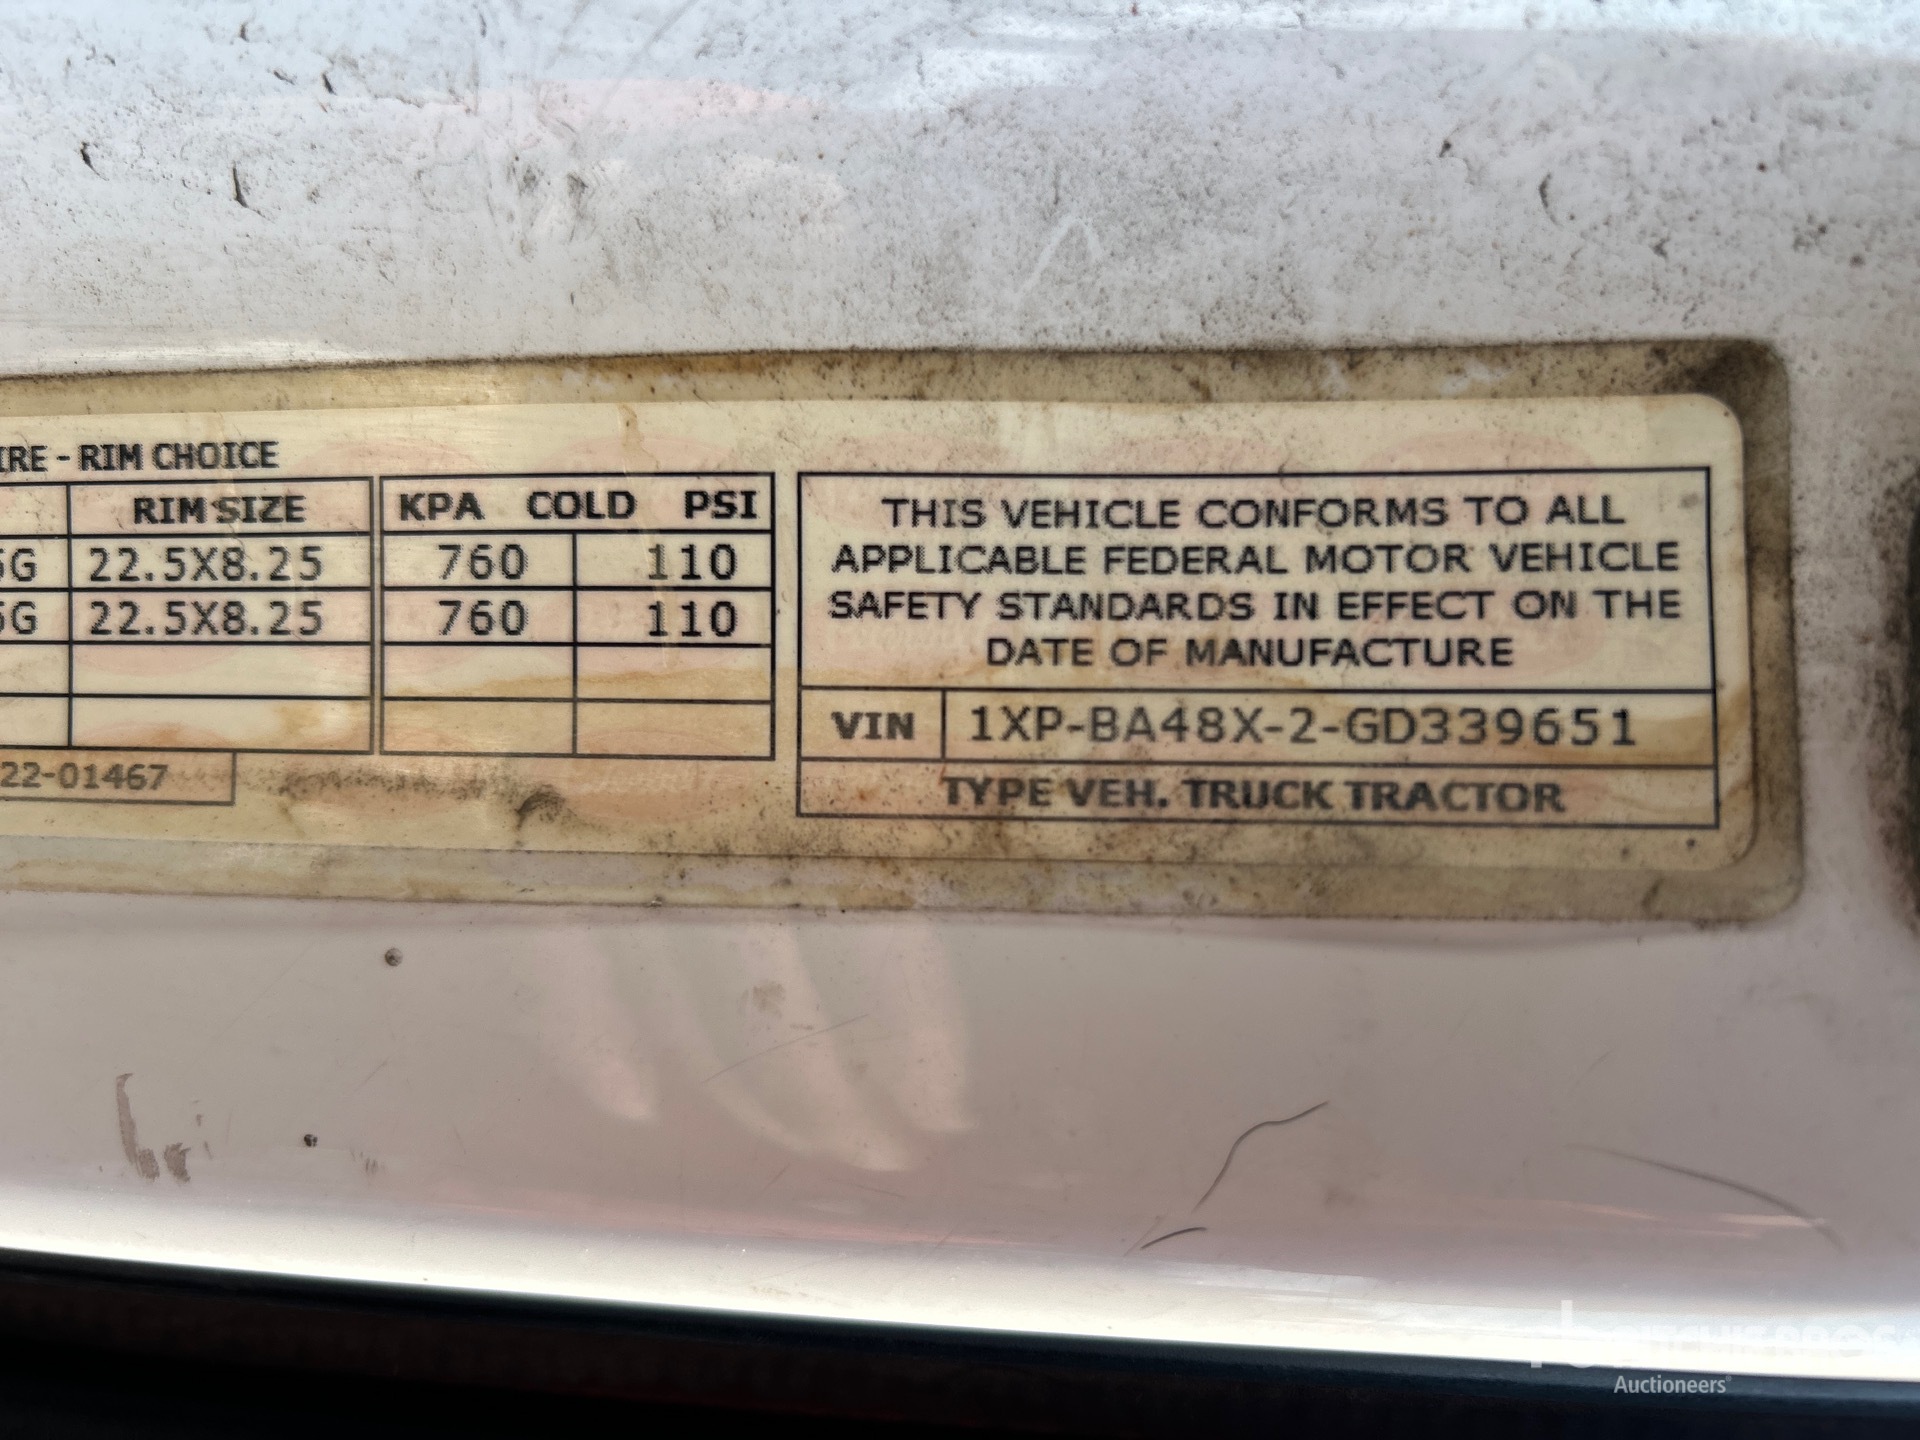 IRE - RIM CHOICE
RIM SIZE KPA COLD PSI
5G 22.5X8.25 760 110
5G 22.5X8.25 760 110
22-01467
THIS VEHICLE CONFORMS TO ALL
APPLICABLE FEDERAL MOTOR VEHICLE
SAFETY STANDARDS IN EFFECT ON THE
DATE OF MANUFACTURE
VIN 1XP-BA48X-2-GD339651
TYPE VEH. TRUCK TRACTOR
Auctioneers